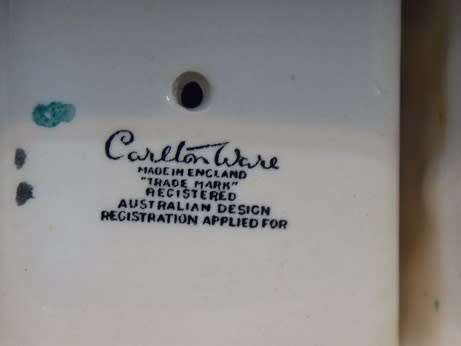 Carlton Ware
MADE IN ENGLAND
"TRADE MARK"
REGISTERED
AUSTRALIAN DESIGN
REGISTRATION APPLIED FOR